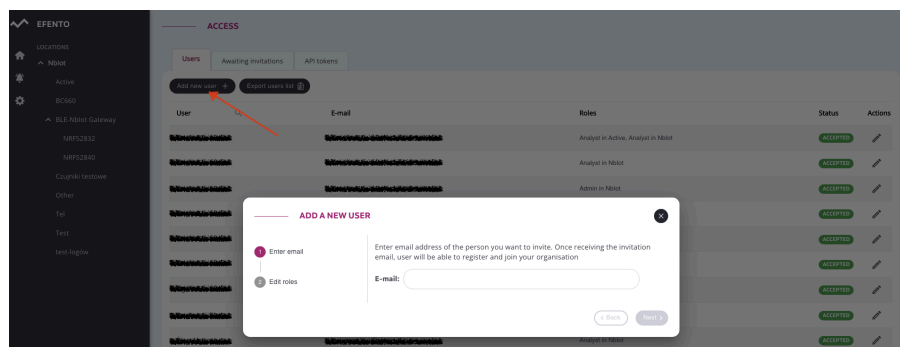 EFENTO
LOCATIONS
NbIot
Active
BC660
BLE-NbIot Gateway
NRF52832
NRF52840
Czujniki testowe
Other
Tel
Test
test-logów
ACCESS
Users Awaiting invitations API tokens
Add new user + Export users list
User E-mail Roles Status Actions
Analyst in Active, Analyst in NbIot ACCEPTED
Analyst in NbIot ACCEPTED
Admin in NbIot ACCEPTED
ACCEPTED
ACCEPTED
ACCEPTED
ACCEPTED
ACCEPTED
Analyst in NbIot ACCEPTED
ADD A NEW USER
1 Enter email
2 Edit roles
Enter email address of the person you want to invite. Once receiving the invitation
email, user will be able to register and join your organisation
E-mail:
Back Next